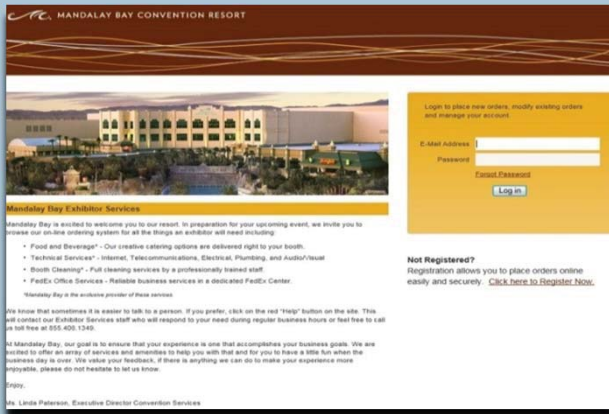 MANDALAY BAY CONVENTION RESORT
Login to place new orders, modify existing orders
and manage your account.
E-Mail Address
Password
Forgot Password
Log in
Mandalay Bay Exhibitor Services
Mandalay Bay is excited to welcome you to our resort. In preparation for your upcoming event, we invite you to
browse our on-line ordering system for all the things an exhibitor will need including:
• Food and Beverage* - Our creative catering options are delivered right to your booth.
• Technical Services* - Internet, Telecommunications, Electrical, Plumbing, and Audio/Visual
• Booth Cleaning* - Full cleaning services by a professionally trained staff
• FedEx Office Services - Reliable business services in a dedicated FedEx Center.
*Mandalay Bay is the exclusive provider of these services.
We know that sometimes it is easier to talk to a person. If you prefer, click on the red "Help" button on the site. This
will contact our Exhibitor Services staff who will respond to your need during regular business hours or feel free to call
us toll free at 855.400.1349.
At Mandalay Bay, our goal is to ensure that your experience is one that accomplishes your business goals. We are
excited to offer an array of services and amenities to help you with that and for you to have a little fun when the
business day is over. We value your feedback, if there is anything we can do to make your experience more
enjoyable, please do not hesitate to let us know.
Enjoy,
Ms. Linda Paterson, Executive Director Convention Services
Not Registered?
Registration allows you to place orders online
easily and securely. Click here to Register Now.